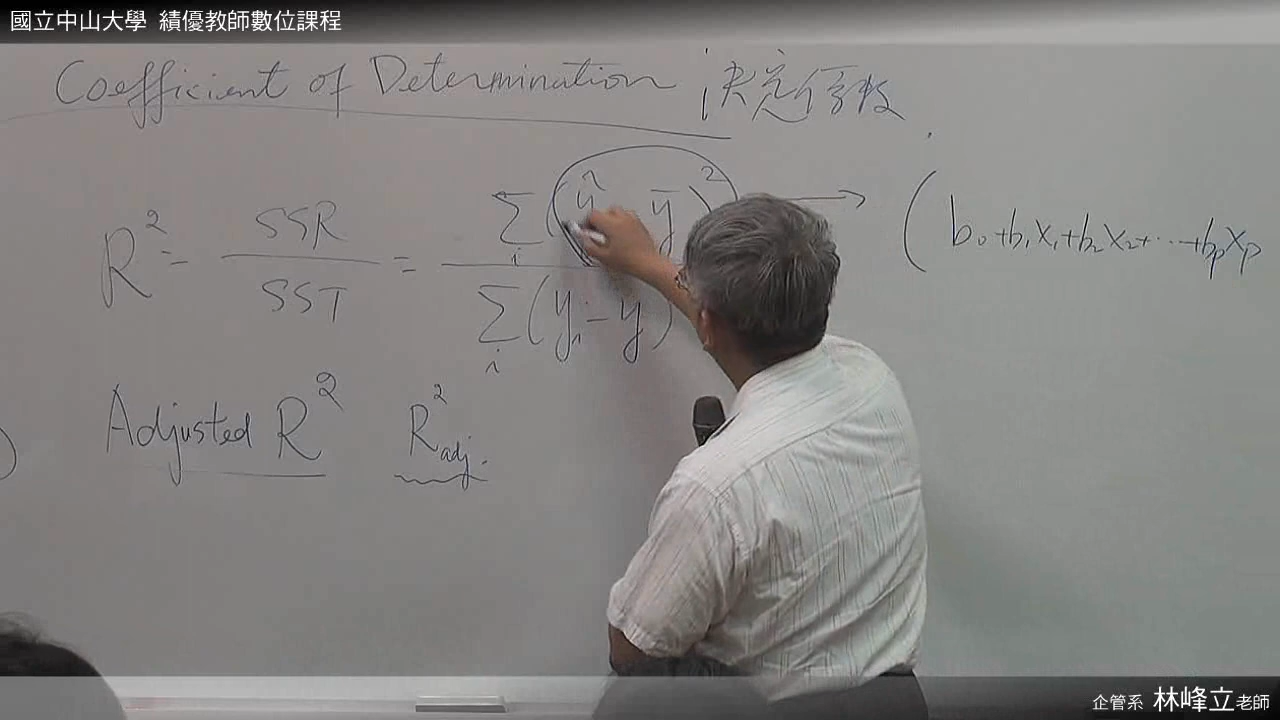 國立中山大學 績優教師數位課程
Coefficient of Determination 決定係數
R² = SSR / SST = Σᵢ(ŷ ȳ)² / Σᵢ(yᵢ - y) → (b₀+b₁x₁+b₂x₂+⋯+bₚxₚ
Adjusted R² R²adj.
企管系 林峰立老師